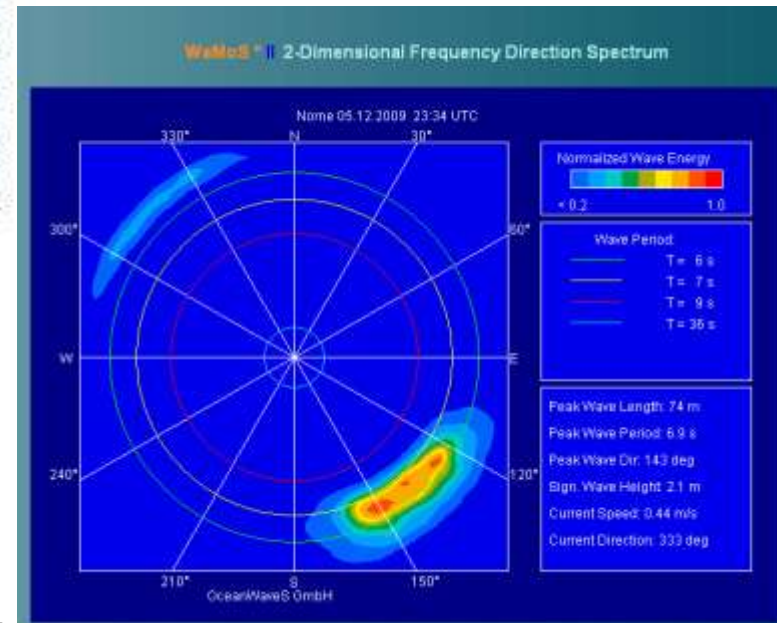 WaMoS ® II 2-Dimensional Frequency Direction Spectrum
Nome 05.12.2009 23:34 UTC
330° N 30°
300° 60°
W E
240° 120°
210° S 150°
OceanWaveS GmbH
Normalized Wave Energy
< 0.2 1.0
Wave Period:
T = 6 s
T = 7 s
T = 9 s
T = 36 s
Peak Wave Length: 74 m
Peak Wave Period: 6.9 s
Peak Wave Dir: 143 deg
Sign. Wave Height: 2.1 m
Current Speed: 0.44 m/s
Current Direction: 333 deg